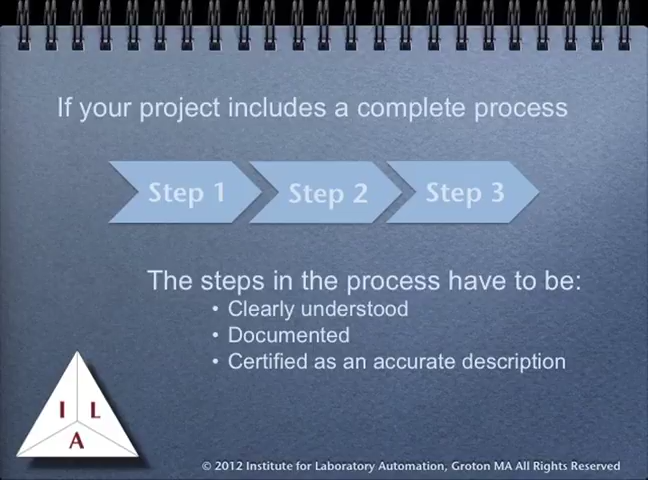 If your project includes a complete process
Step 1 Step 2 Step 3
The steps in the process have to be:
• Clearly understood
• Documented
• Certified as an accurate description
I L
A
© 2012 Institute for Laboratory Automation, Groton MA All Rights Reserved